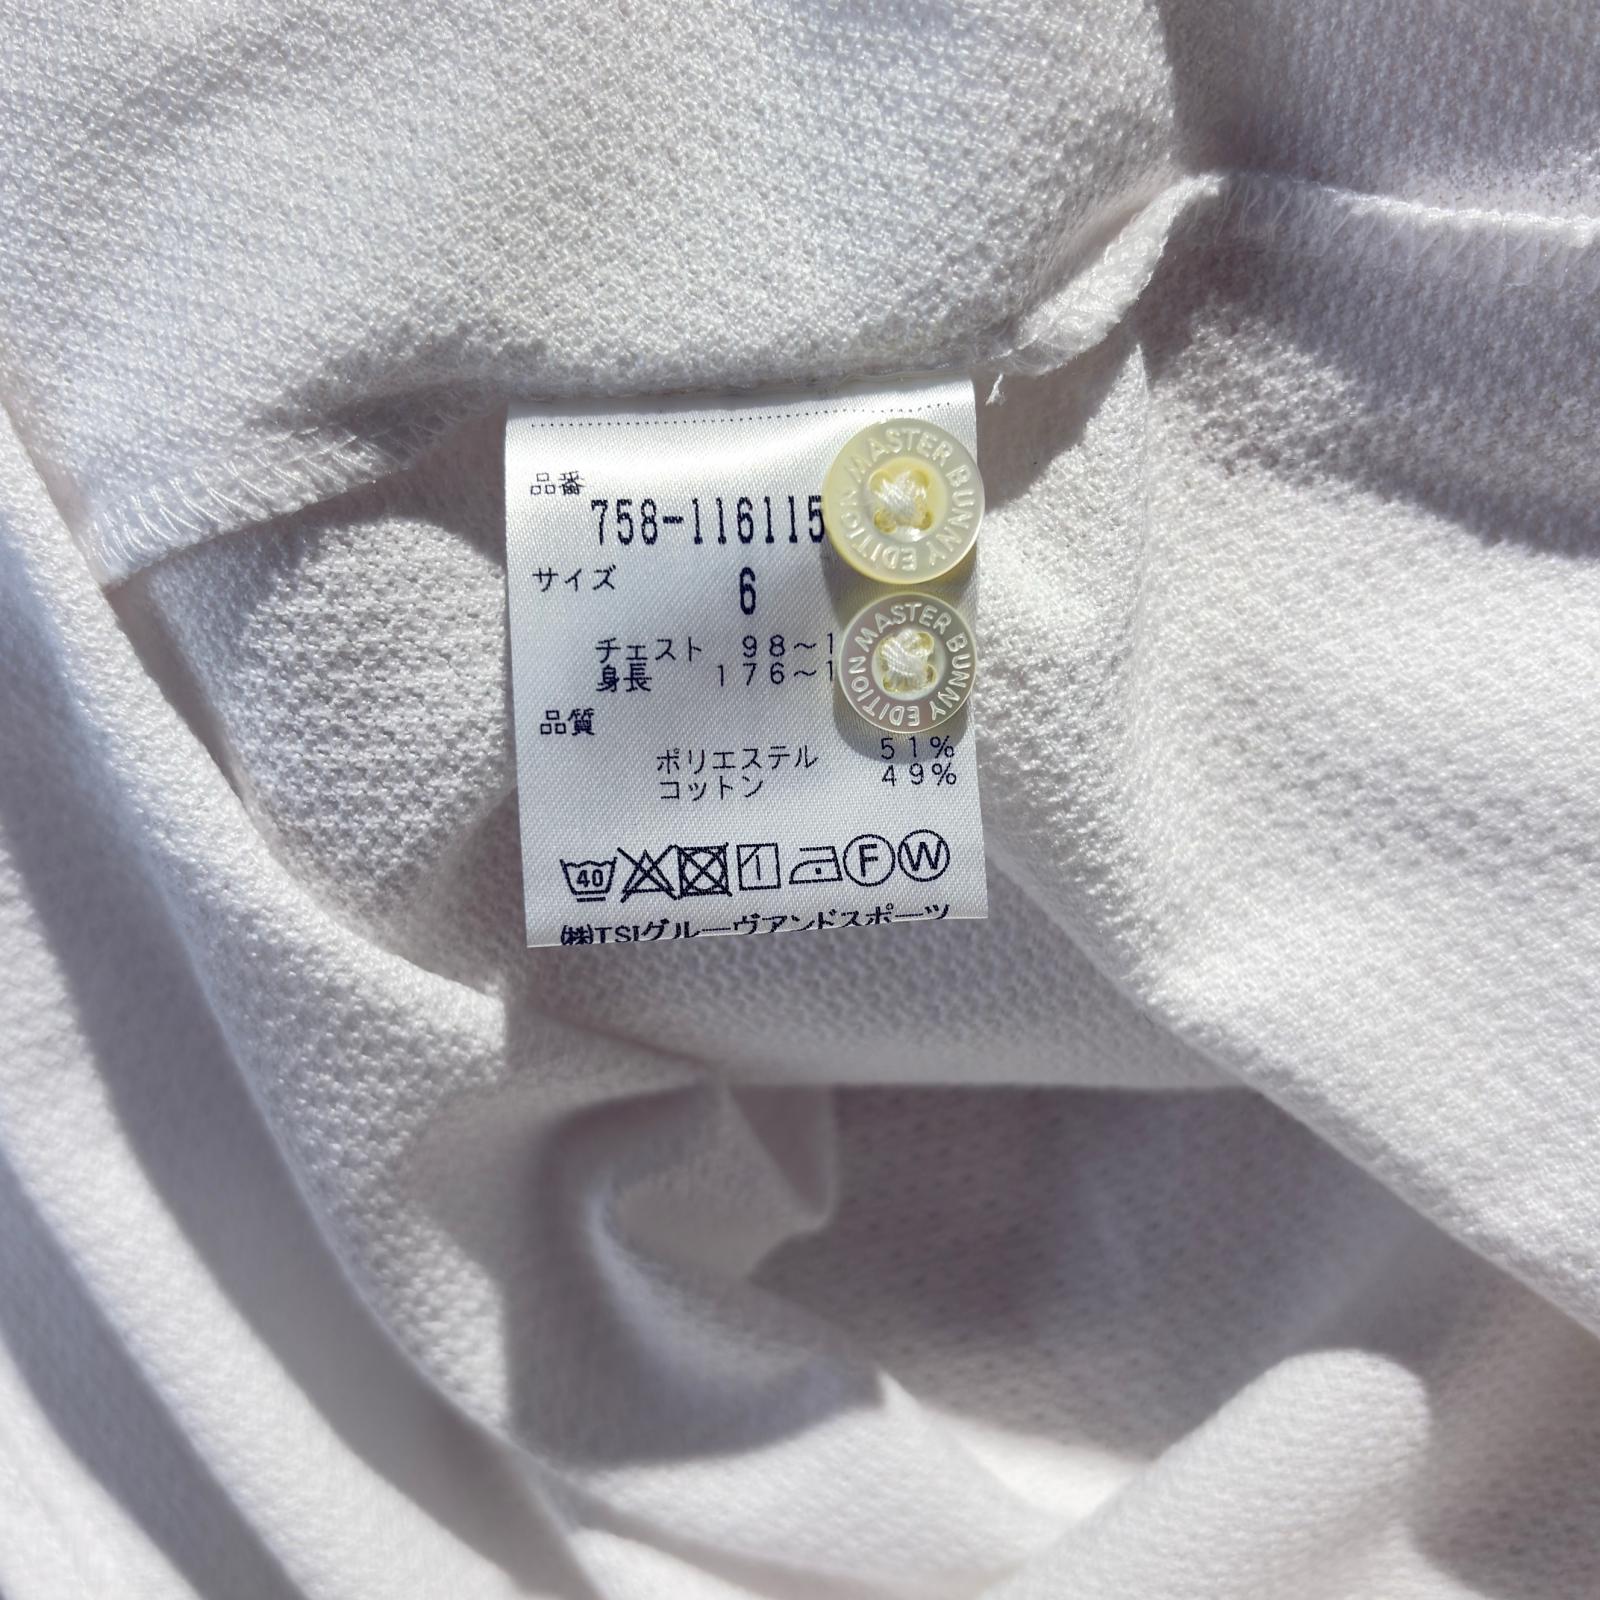 品番
758-116115
サイズ
6
チェスト 98~1
身長 176~1
品質
ポリエステル 51%
コットン 49%
40 F W
㈱TSIグルーヴアンドスポーツ
MASTER BUNNY EDITION
MASTER BUNNY EDITION